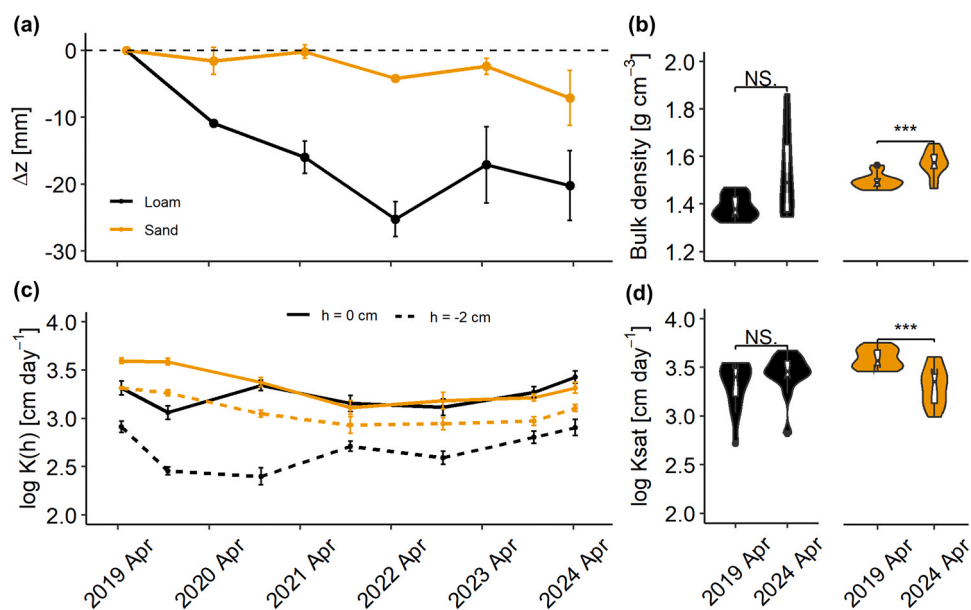 (a)
Δz [mm]
0
-10
-20
-30
Loam
Sand
(b)
Bulk density [g cm⁻³]
2.0
1.8
1.6
1.4
1.2
NS.
***
(c)
log K(h) [cm day⁻¹]
4.0
3.5
3.0
2.5
2.0
h = 0 cm
h = -2 cm
2019 Apr
2020 Apr
2021 Apr
2022 Apr
2023 Apr
2024 Apr
(d)
log Ksat [cm day⁻¹]
4.0
3.5
3.0
2.5
2.0
NS.
***
2019 Apr
2024 Apr
2019 Apr
2024 Apr